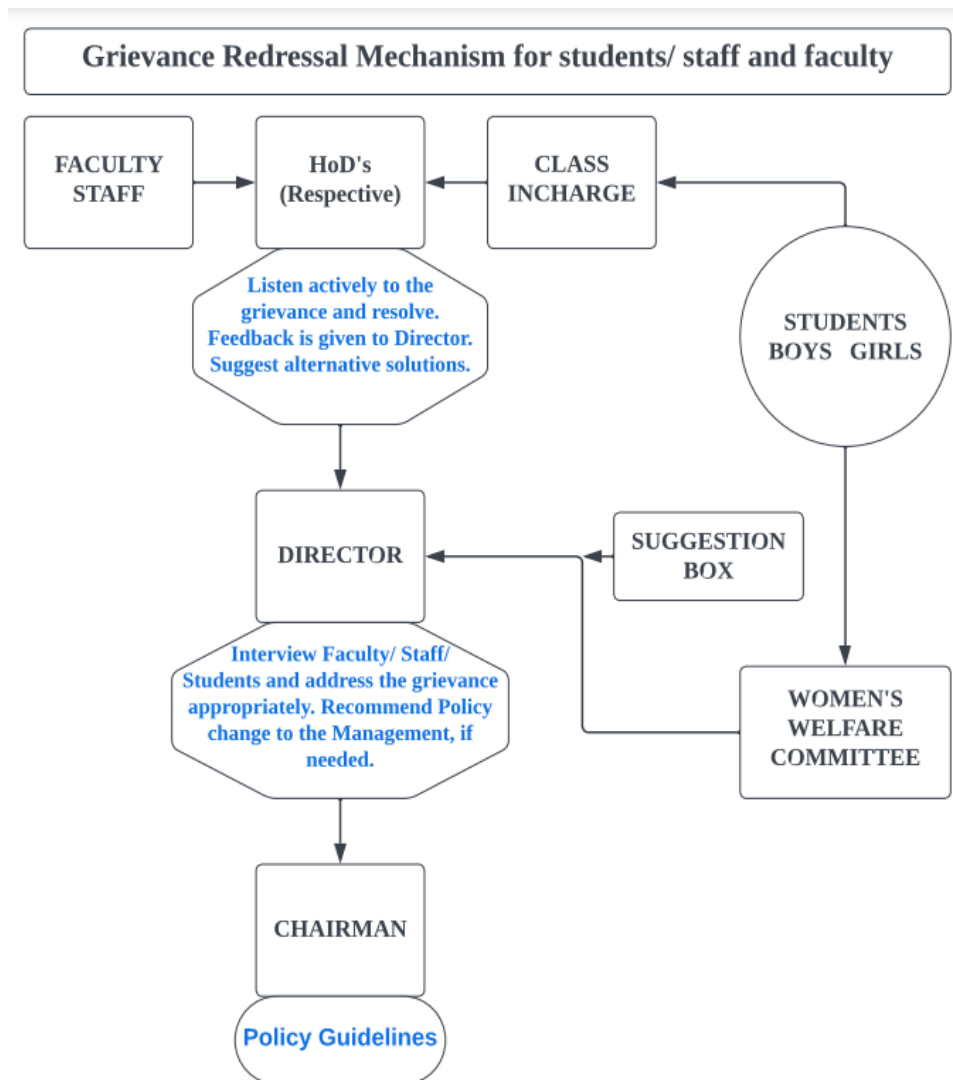 Grievance Redressal Mechanism for students/ staff and faculty
FACULTY
STAFF
HoD's
(Respective)
CLASS
INCHARGE
Listen actively to the
grievance and resolve.
Feedback is given to Director.
Suggest alternative solutions.
STUDENTS
BOYS GIRLS
DIRECTOR
SUGGESTION
BOX
Interview Faculty/ Staff/
Students and address the grievance
appropriately. Recommend Policy
change to the Management, if
needed.
WOMEN'S
WELFARE
COMMITTEE
CHAIRMAN
Policy Guidelines